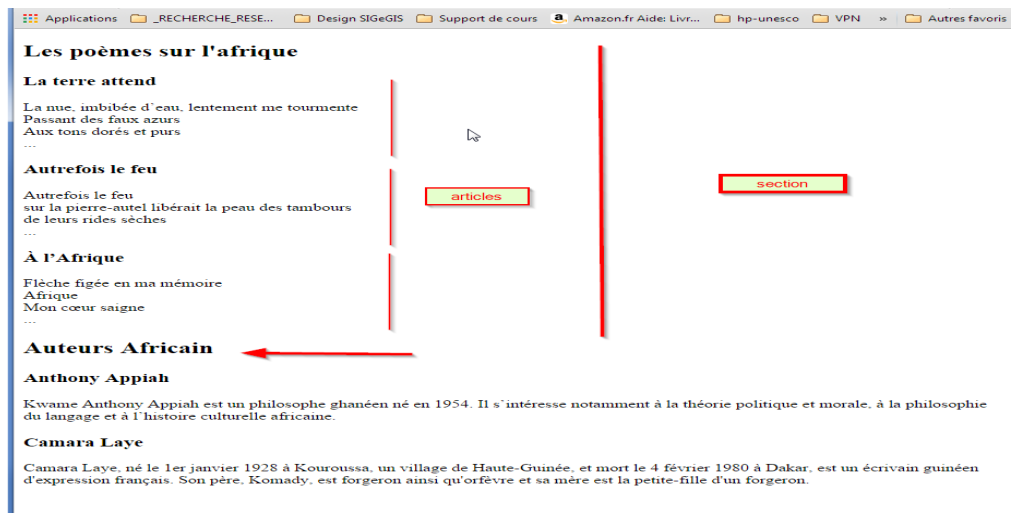 Applications _RECHERCHE_RESE... Design SIGeGIS Support de cours Amazon.fr Aide: Livr... hp-unesco VPN » Autres favoris
Les poèmes sur l'afrique
La terre attend
La nue, imbibée d`eau, lentement me tourmente
Passant des faux azurs
Aux tons dorés et purs
...
Autrefois le feu
Autrefois le feu
sur la pierre-autel libérait la peau des tambours
de leurs rides sèches
...
articles
section
À l’Afrique
Flèche figée en ma mémoire
Afrique
Mon cœur saigne
...
Auteurs Africain
Anthony Appiah
Kwame Anthony Appiah est un philosophe ghanéen né en 1954. Il s`intéresse notamment à la théorie politique et morale, à la philosophie
du langage et à l`histoire culturelle africaine.
Camara Laye
Camara Laye, né le 1er janvier 1928 à Kouroussa, un village de Haute-Guinée, et mort le 4 février 1980 à Dakar, est un écrivain guinéen
d'expression français. Son père, Komady, est forgeron ainsi qu'orfèvre et sa mère est la petite-fille d'un forgeron.